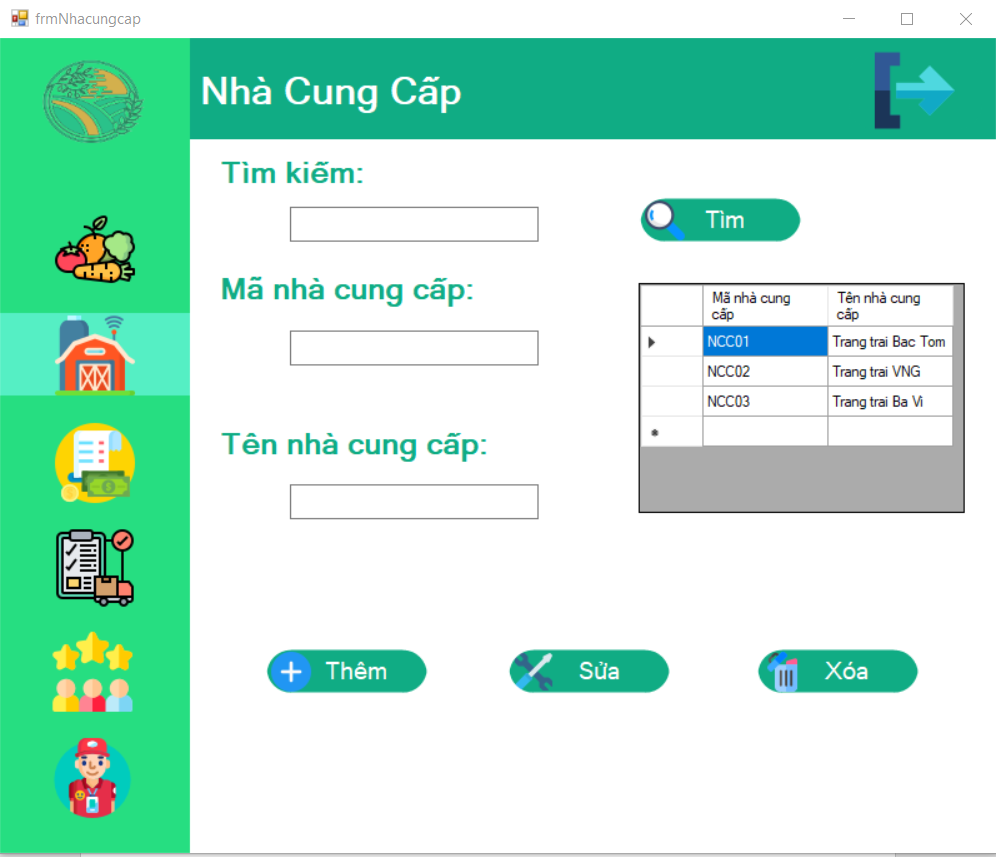 frmNhacungcap
Nhà Cung Cấp
Tìm kiếm:
Tìm
Mã nhà cung cấp:
Mã nhà cung
cấp
Tên nhà cung
cấp
NCC01
Trang trai Bac Tom
NCC02
Trang trai VNG
NCC03
Trang trai Ba Vi
Tên nhà cung cấp:
Thêm
Sửa
Xóa